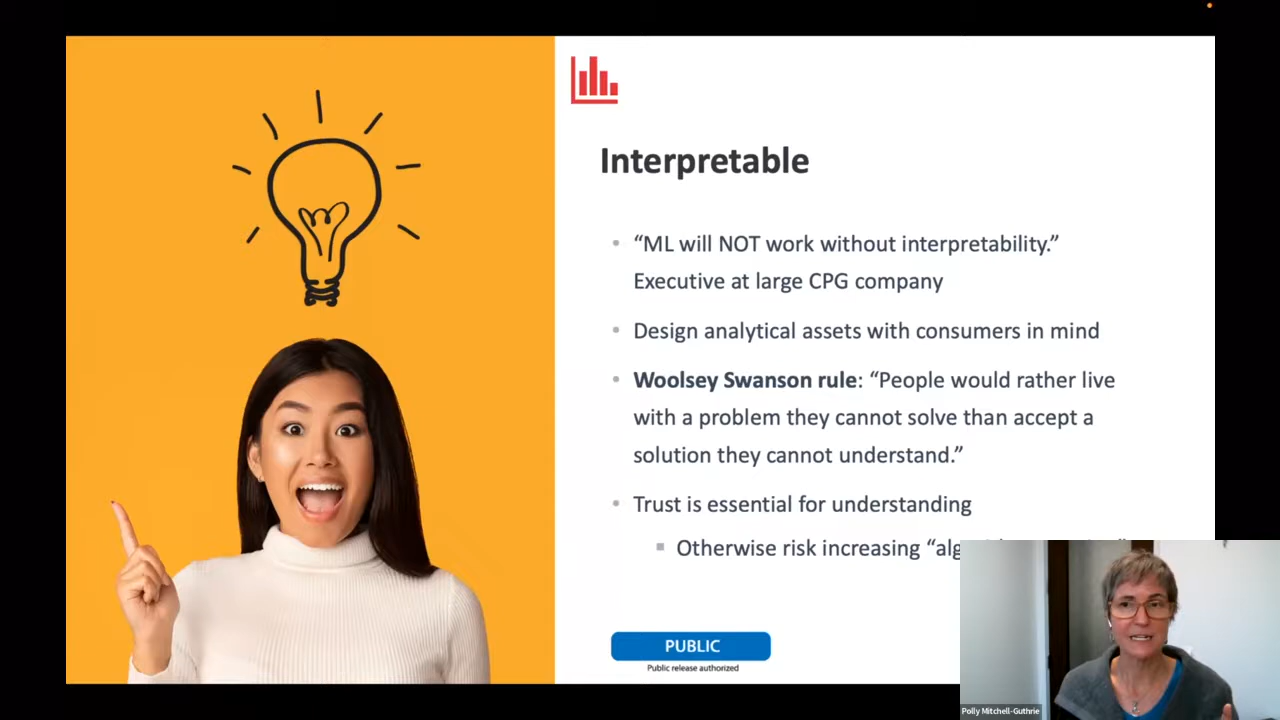 Interpretable
“ML will NOT work without interpretability.”
Executive at large CPG company
Design analytical assets with consumers in mind
Woolsey Swanson rule: “People would rather live
with a problem they cannot solve than accept a
solution they cannot understand.”
Trust is essential for understanding
Otherwise risk increasing
PUBLIC
Public release authorized
Polly Mitchell-Guthrie